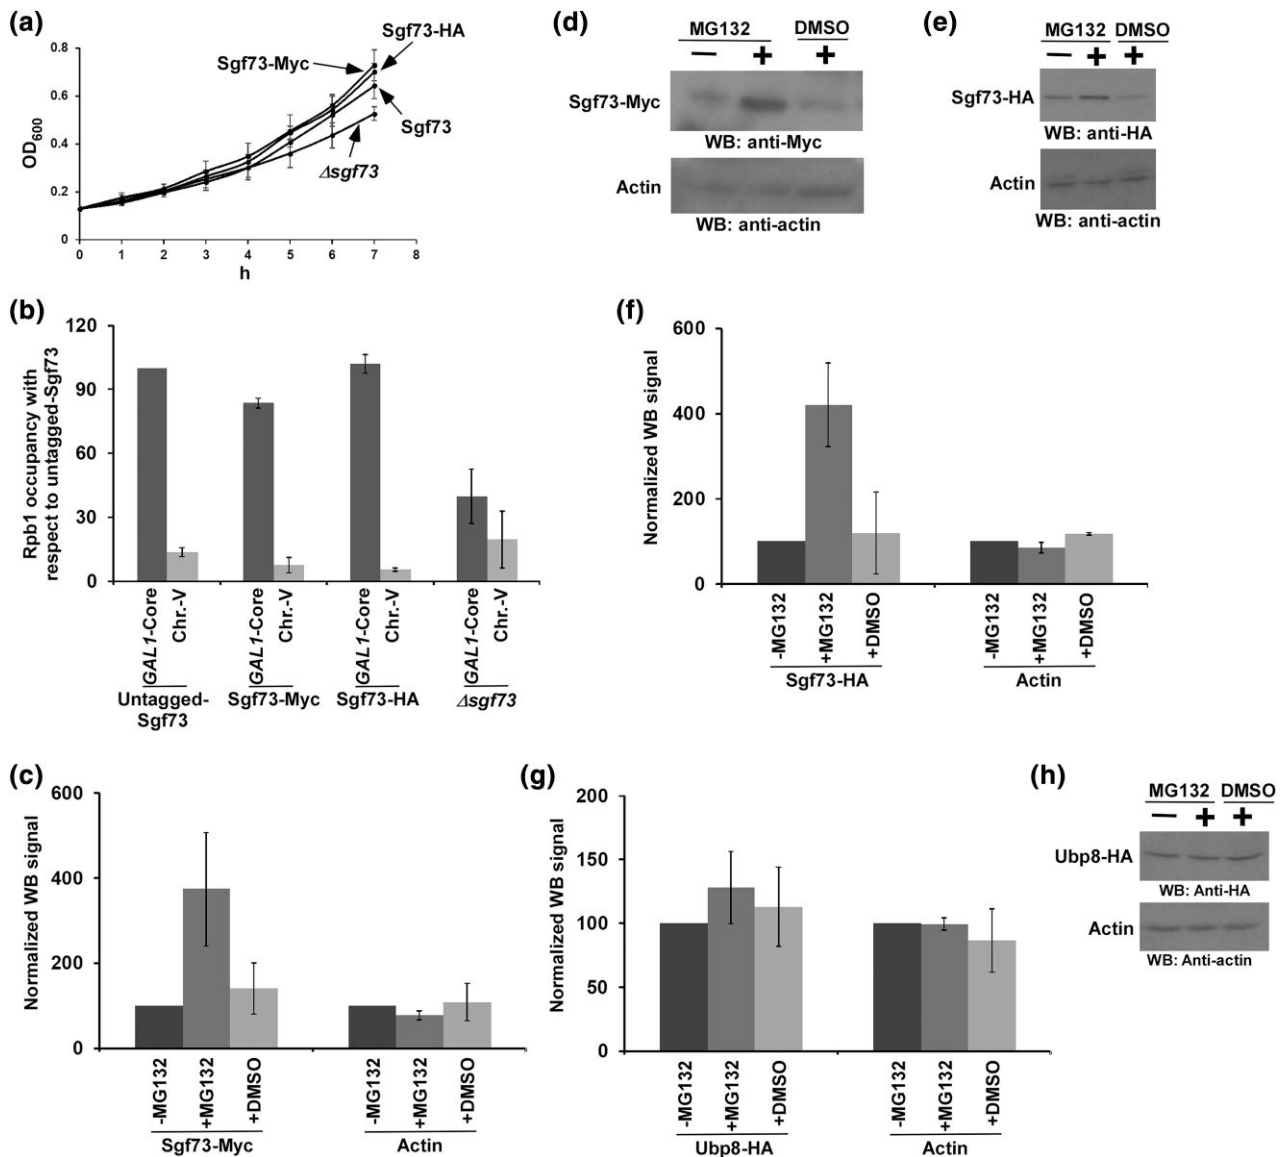 (a)
0.8
0.6
0.4
0.2
0
OD600
0 1 2 3 4 5 6 7 8
h
Sgf73-HA
Sgf73-Myc
Sgf73
Δsgf73
(d)
MG132 DMSO
— + +
Sgf73-Myc
WB: anti-Myc
Actin
WB: anti-actin
(e)
MG132 DMSO
— + +
Sgf73-HA
WB: anti-HA
Actin
WB: anti-actin
(b)
120
90
60
30
0
Rpb1 occupancy with
respect to untagged-Sgf73
GAL1-Core
Chr.-V
GAL1-Core
Chr.-V
GAL1-Core
Chr.-V
GAL1-Core
Chr.-V
Untagged-
Sgf73
Sgf73-Myc
Sgf73-HA
Δsgf73
(f)
600
400
200
0
Normalized WB signal
-MG132
+MG132
+DMSO
-MG132
+MG132
+DMSO
Sgf73-HA
Actin
(c)
600
400
200
0
Normalized WB signal
-MG132
+MG132
+DMSO
-MG132
+MG132
+DMSO
Sgf73-Myc
Actin
(g)
200
150
100
50
0
Normalized WB signal
-MG132
+MG132
+DMSO
-MG132
+MG132
+DMSO
Ubp8-HA
Actin
(h)
MG132 DMSO
— + +
Ubp8-HA
WB: Anti-HA
Actin
WB: Anti-actin